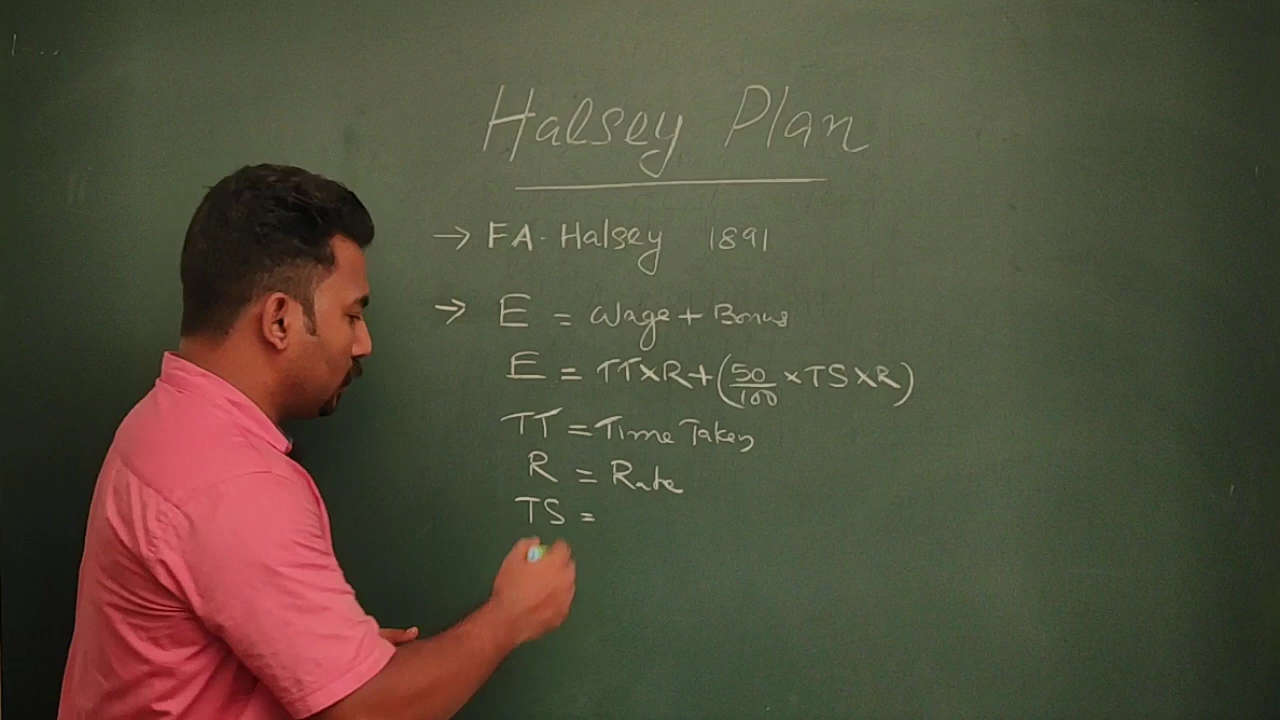 Halsey Plan
→ FA. Halsey 1891
→ E = Wage + Bonus
E = TT×R+(50/100 ×TS×R)
TT = Time Taken
R = Rate
TS =